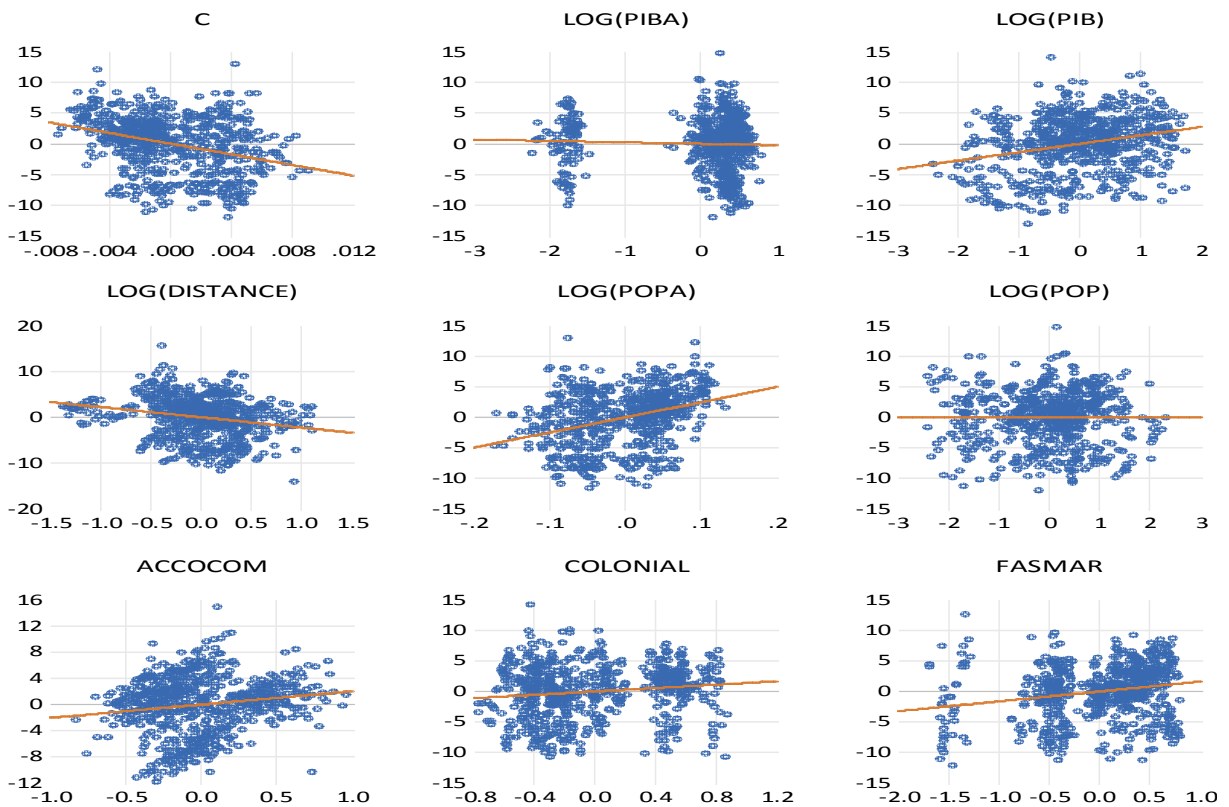 C LOG(PIBA) LOG(PIB)
15 15 15
10 10 10
5 5 5
0 0 0
-5 -5 -5
-10 -10 -10
-15 -15 -15
-.008 -.004 .000 .004 .008 .012 -3 -2 -1 0 1 -3 -2 -1 0 1 2
LOG(DISTANCE) LOG(POPA) LOG(POP)
20 15 15
10 10 10
5 5
0 0 0
-5 -5
-10 -10 -10
-20 -15 -15
-1.5 -1.0 -0.5 0.0 0.5 1.0 1.5 -.2 -.1 .0 .1 .2 -3 -2 -1 0 1 2 3
ACCOCOM COLONIAL FASMAR
16 15 15
12 10 10
8 5 5
4 0 0
0 -5 -5
-4 -10 -10
-8 -15 -15
-12
-1.0 -0.5 0.0 0.5 1.0 -0.8 -0.4 0.0 0.4 0.8 1.2 -2.0 -1.5 -1.0 -0.5 0.0 0.5 1.0